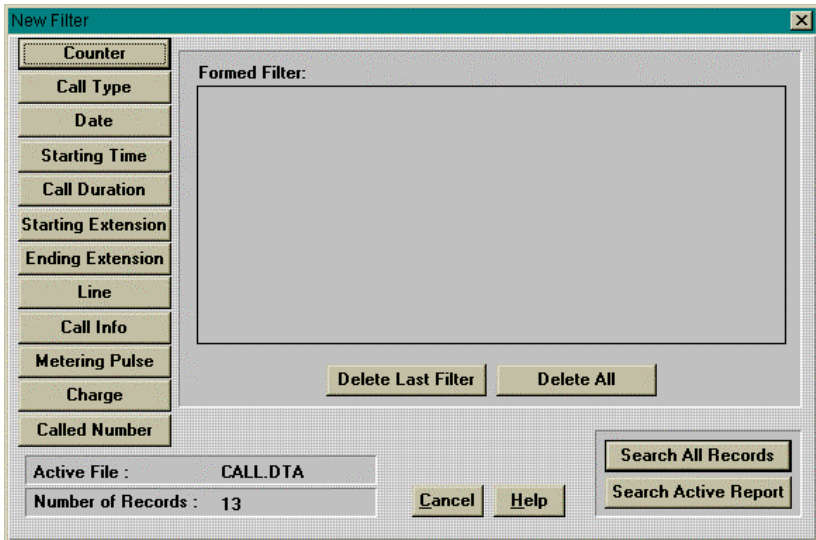 New Filter
Counter
Call Type
Date
Starting Time
Call Duration
Starting Extension
Ending Extension
Line
Call Info
Metering Pulse
Charge
Called Number
Formed Filter:
Delete Last Filter
Delete All
Active File : CALL.DTA
Number of Records : 13
Cancel
Help
Search All Records
Search Active Report